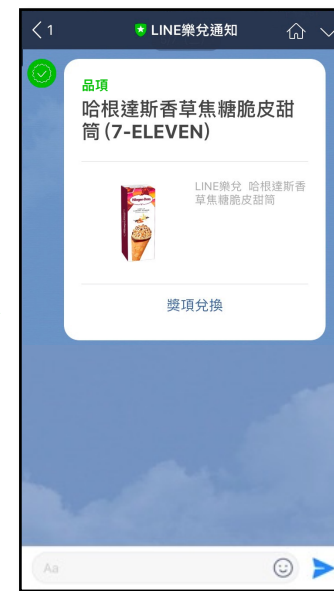 1
LINE樂兌通知
品項
哈根達斯香草焦糖脆皮甜
筒(7-ELEVEN)
LINE樂兌 哈根達斯香
草焦糖脆皮甜筒
獎項兌換
Aa